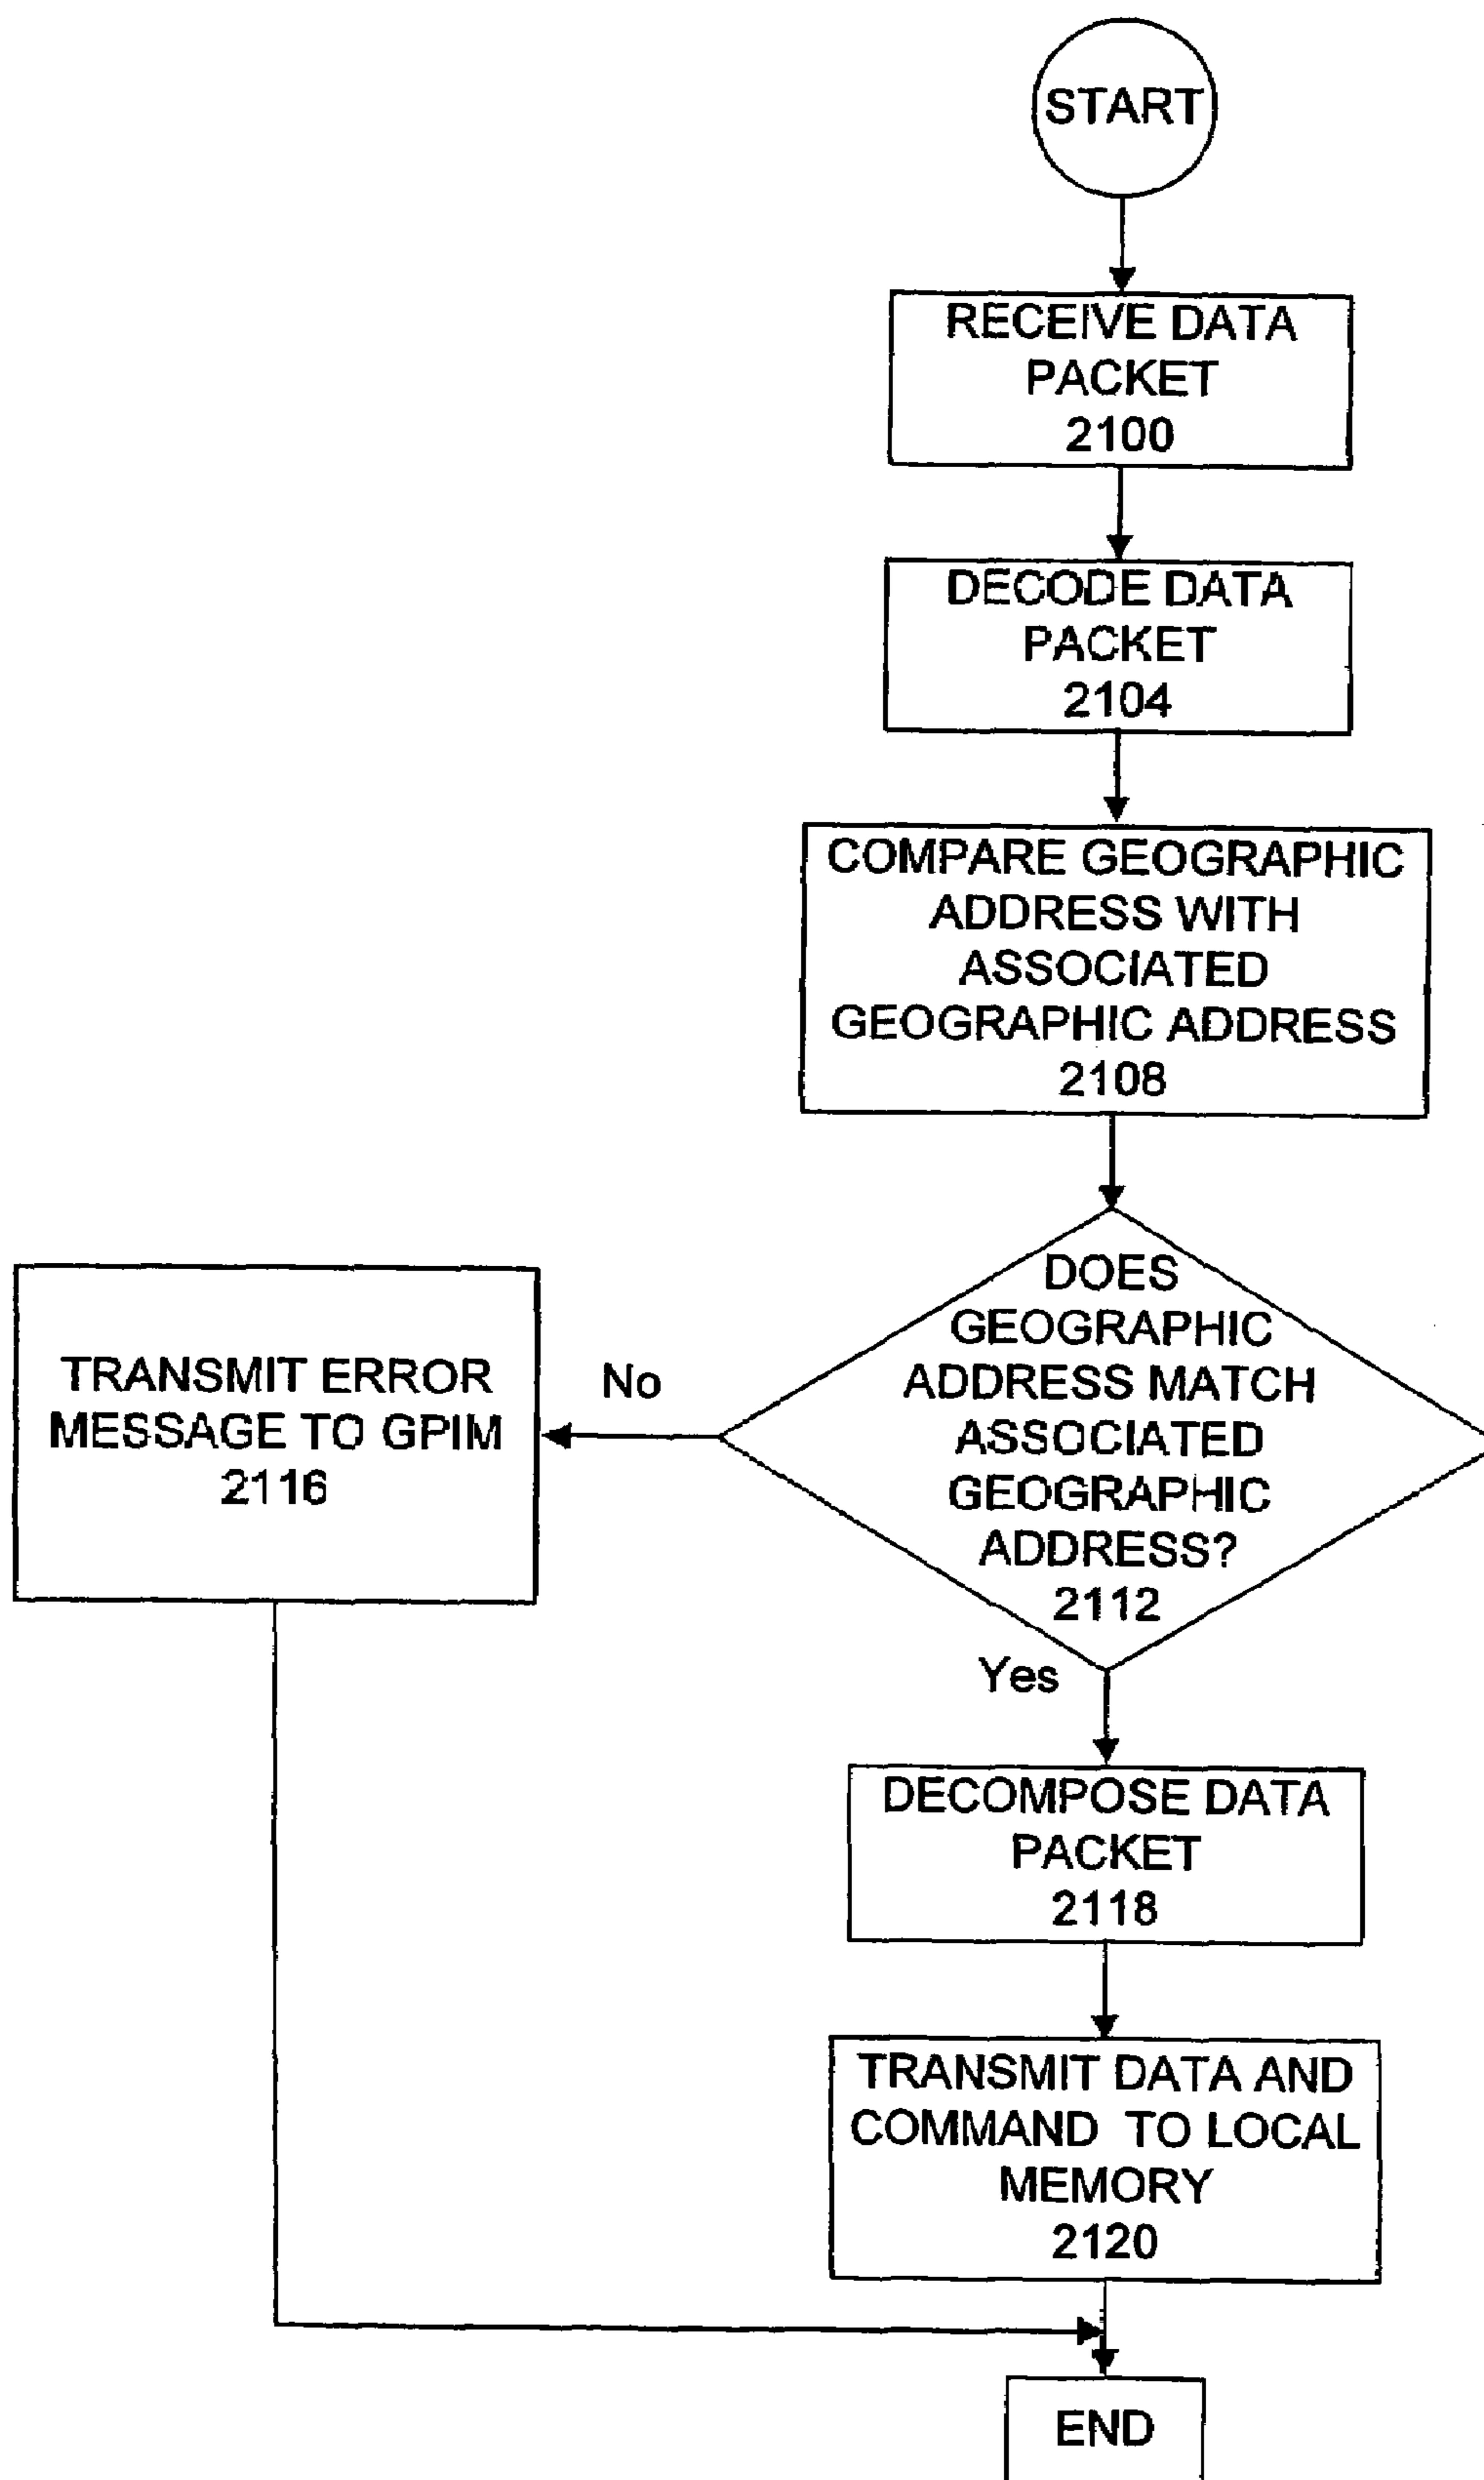 START
RECEIVE DATA
PACKET
2100
DECODE DATA
PACKET
2104
COMPARE GEOGRAPHIC
ADDRESS WITH
ASSOCIATED
GEOGRAPHIC ADDRESS
2108
DOES
GEOGRAPHIC
ADDRESS MATCH
ASSOCIATED
GEOGRAPHIC
ADDRESS?
2112
No
TRANSMIT ERROR
MESSAGE TO GPIM
2116
Yes
DECOMPOSE DATA
PACKET
2118
TRANSMIT DATA AND
COMMAND TO LOCAL
MEMORY
2120
END